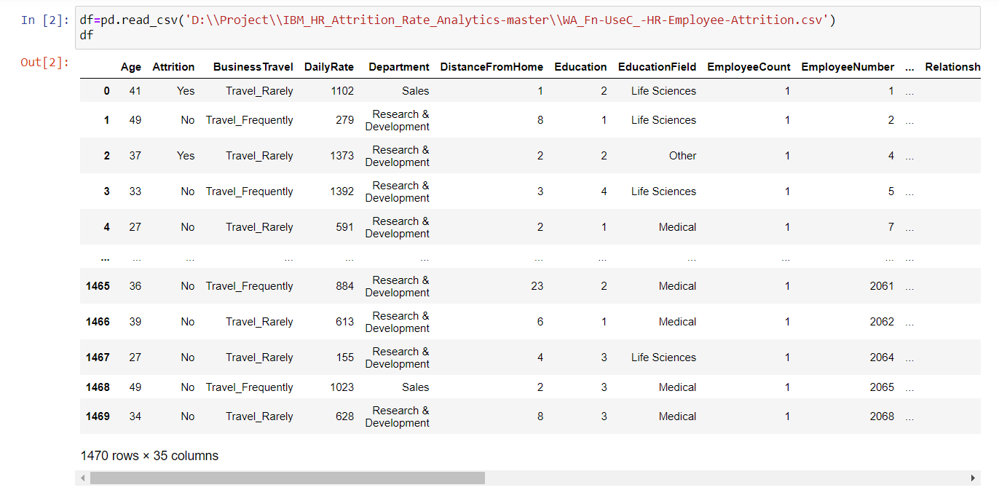 In [2]: df=pd.read_csv('D:\\Project\\IBM_HR_Attrition_Rate_Analytics-master\\WA_Fn-UseC_-HR-Employee-Attrition.csv')
df
Out[2]:
Age Attrition BusinessTravel DailyRate Department DistanceFromHome Education EducationField EmployeeCount EmployeeNumber ... Relationsh
0 41 Yes Travel_Rarely 1102 Sales 1 2 Life Sciences 1 1 ...
1 49 No Travel_Frequently 279 Research & Development 8 1 Life Sciences 1 2 ...
2 37 Yes Travel_Rarely 1373 Research & Development 2 2 Other 1 4 ...
3 33 No Travel_Frequently 1392 Research & Development 3 4 Life Sciences 1 5 ...
4 27 No Travel_Rarely 591 Research & Development 2 1 Medical 1 7 ...
... ... ... ... ... ... ... ... ... ... ... ...
1465 36 No Travel_Frequently 884 Research & Development 23 2 Medical 1 2061 ...
1466 39 No Travel_Rarely 613 Research & Development 6 1 Medical 1 2062 ...
1467 27 No Travel_Rarely 155 Research & Development 4 3 Life Sciences 1 2064 ...
1468 49 No Travel_Frequently 1023 Sales 2 3 Medical 1 2065 ...
1469 34 No Travel_Rarely 628 Research & Development 8 3 Medical 1 2068 ...
1470 rows × 35 columns